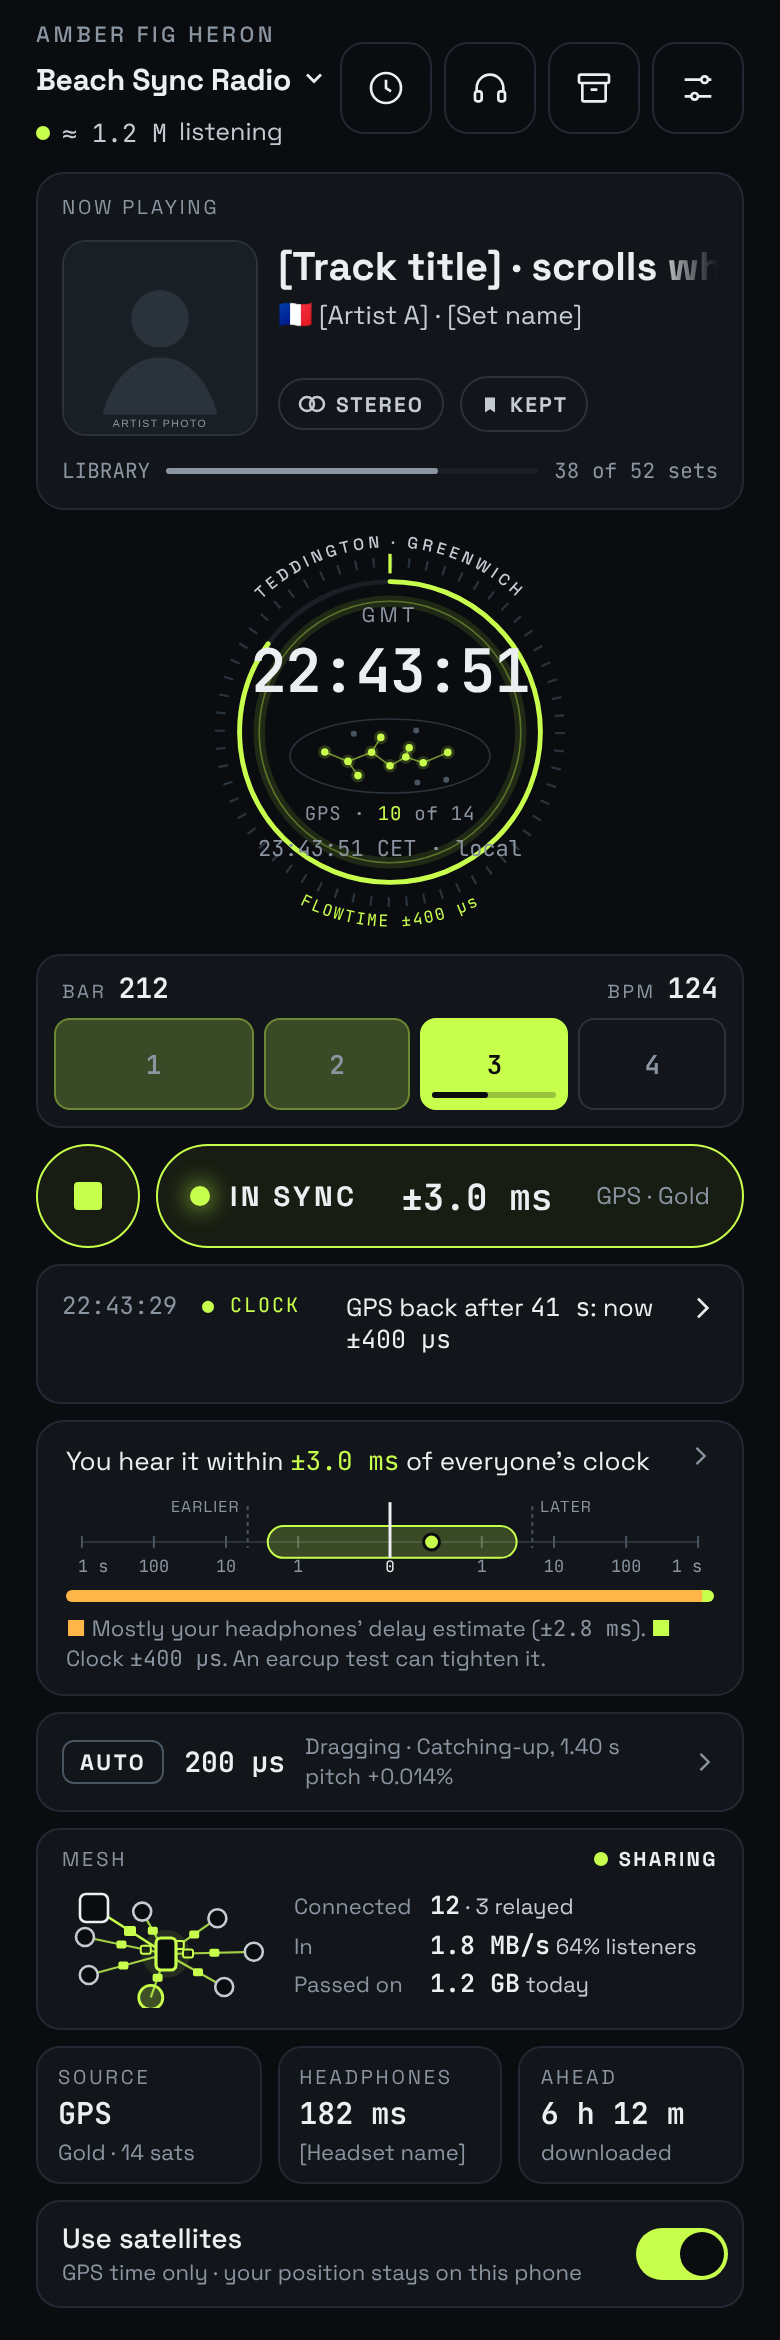 AMBER FIG HERON
Beach Sync Radio
≈ 1.2 M listening
NOW PLAYING
[Track title] · scrolls wh
[Artist A] · [Set name]
ARTIST PHOTO
STEREO
KEPT
LIBRARY
38 of 52 sets
TEDDINGTON · GREENWICH
GMT
22:43:51
GPS · 10 of 14
23:43:51 CET · local
FLOWTIME ±400 µs
BAR 212
BPM 124
1
2
3
4
IN SYNC
±3.0 ms
GPS · Gold
22:43:29
CLOCK
GPS back after 41 s: now
±400 µs
You hear it within ±3.0 ms of everyone's clock
EARLIER
LATER
1 s 100 10 1 0 1 10 100 1 s
Mostly your headphones' delay estimate (±2.8 ms).
Clock ±400 µs. An earcup test can tighten it.
AUTO
200 µs
Dragging · Catching-up, 1.40 s
pitch +0.014%
MESH
SHARING
Connected 12 · 3 relayed
In 1.8 MB/s 64% listeners
Passed on 1.2 GB today
SOURCE
GPS
Gold · 14 sats
HEADPHONES
182 ms
[Headset name]
AHEAD
6 h 12 m
downloaded
Use satellites
GPS time only · your position stays on this phone